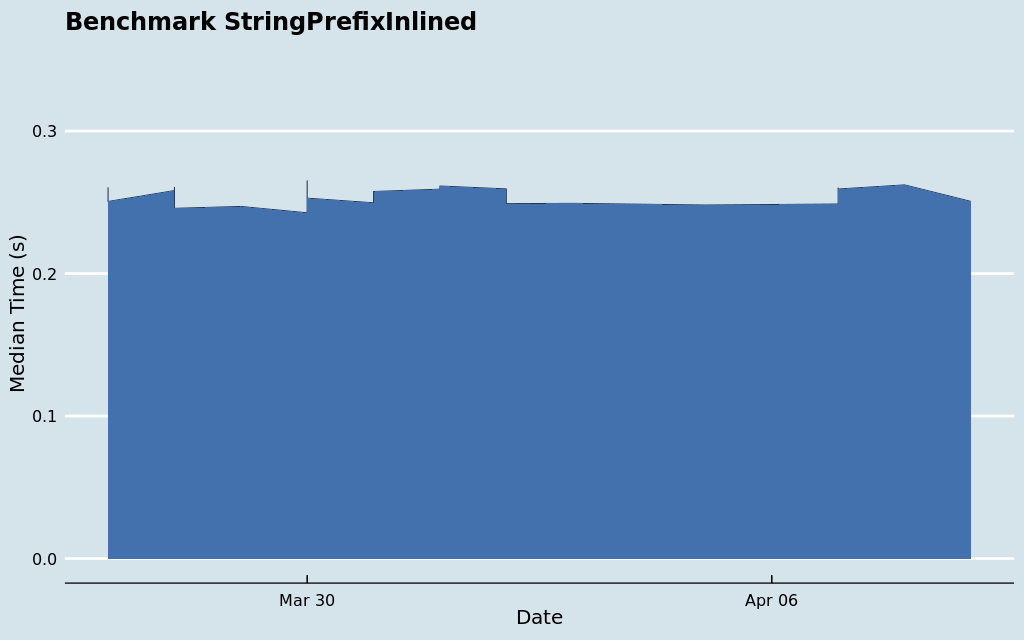 Benchmark StringPrefixInlined
Median Time (s)
0.3
0.2
0.1
0.0
Mar 30
Apr 06
Date